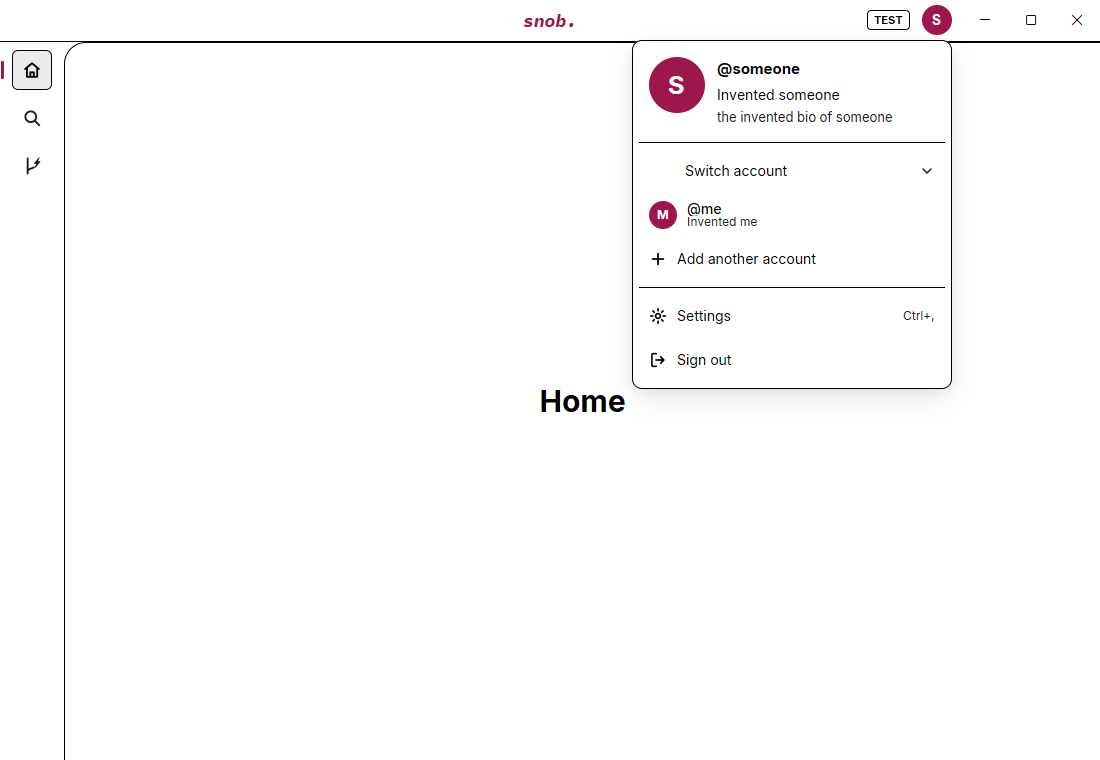 snob.
TEST
S
S
@someone
Invented someone
the invented bio of someone
Switch account
M
@me
Invented me
Add another account
Settings
Ctrl+,
Sign out
Home